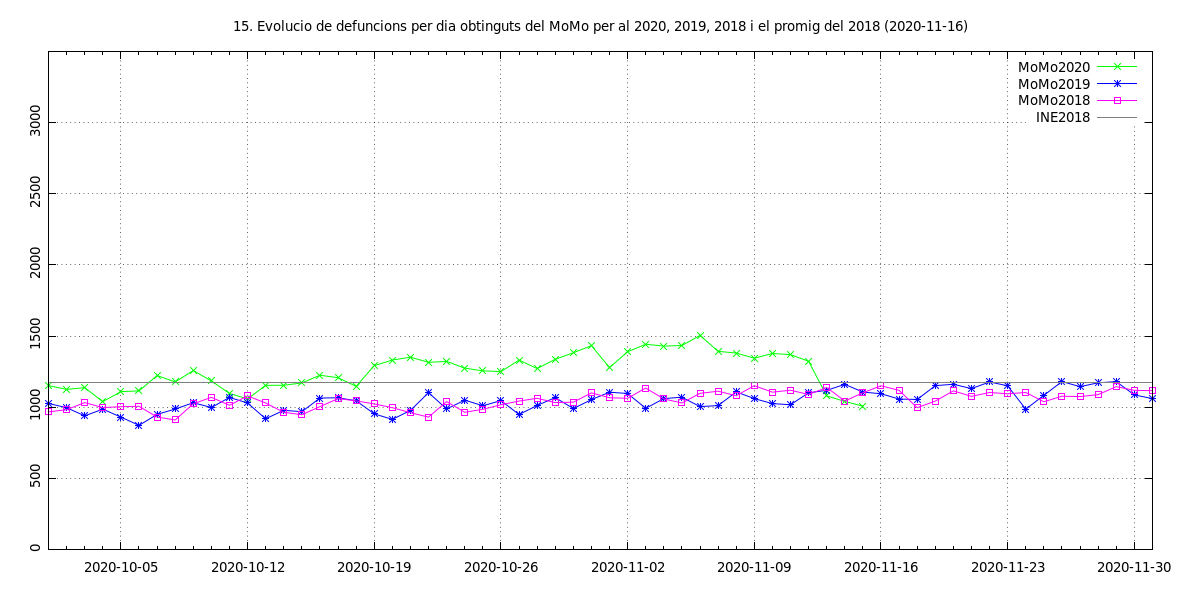 15. Evolucio de defuncions per dia obtinguts del MoMo per al 2020, 2019, 2018 i el promig del 2018 (2020-11-16)
MoMo2020
MoMo2019
MoMo2018
INE2018
3000
2500
2000
1500
1000
500
0
2020-10-05 2020-10-12 2020-10-19 2020-10-26 2020-11-02 2020-11-09 2020-11-16 2020-11-23 2020-11-30